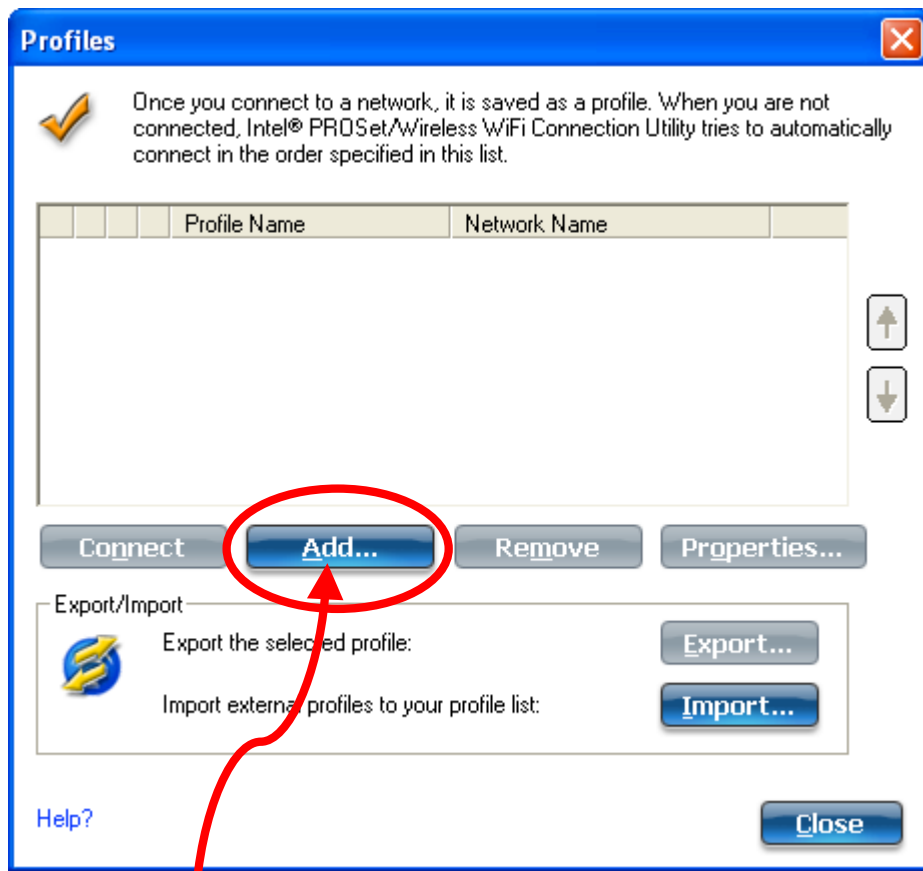 Profiles
Once you connect to a network, it is saved as a profile. When you are not
connected, Intel® PROSet/Wireless WiFi Connection Utility tries to automatically
connect in the order specified in this list.
Profile Name Network Name
Connect Add... Remove Properties...
Export/Import
Export the selected profile: Export...
Import external profiles to your profile list: Import...
Help? Close